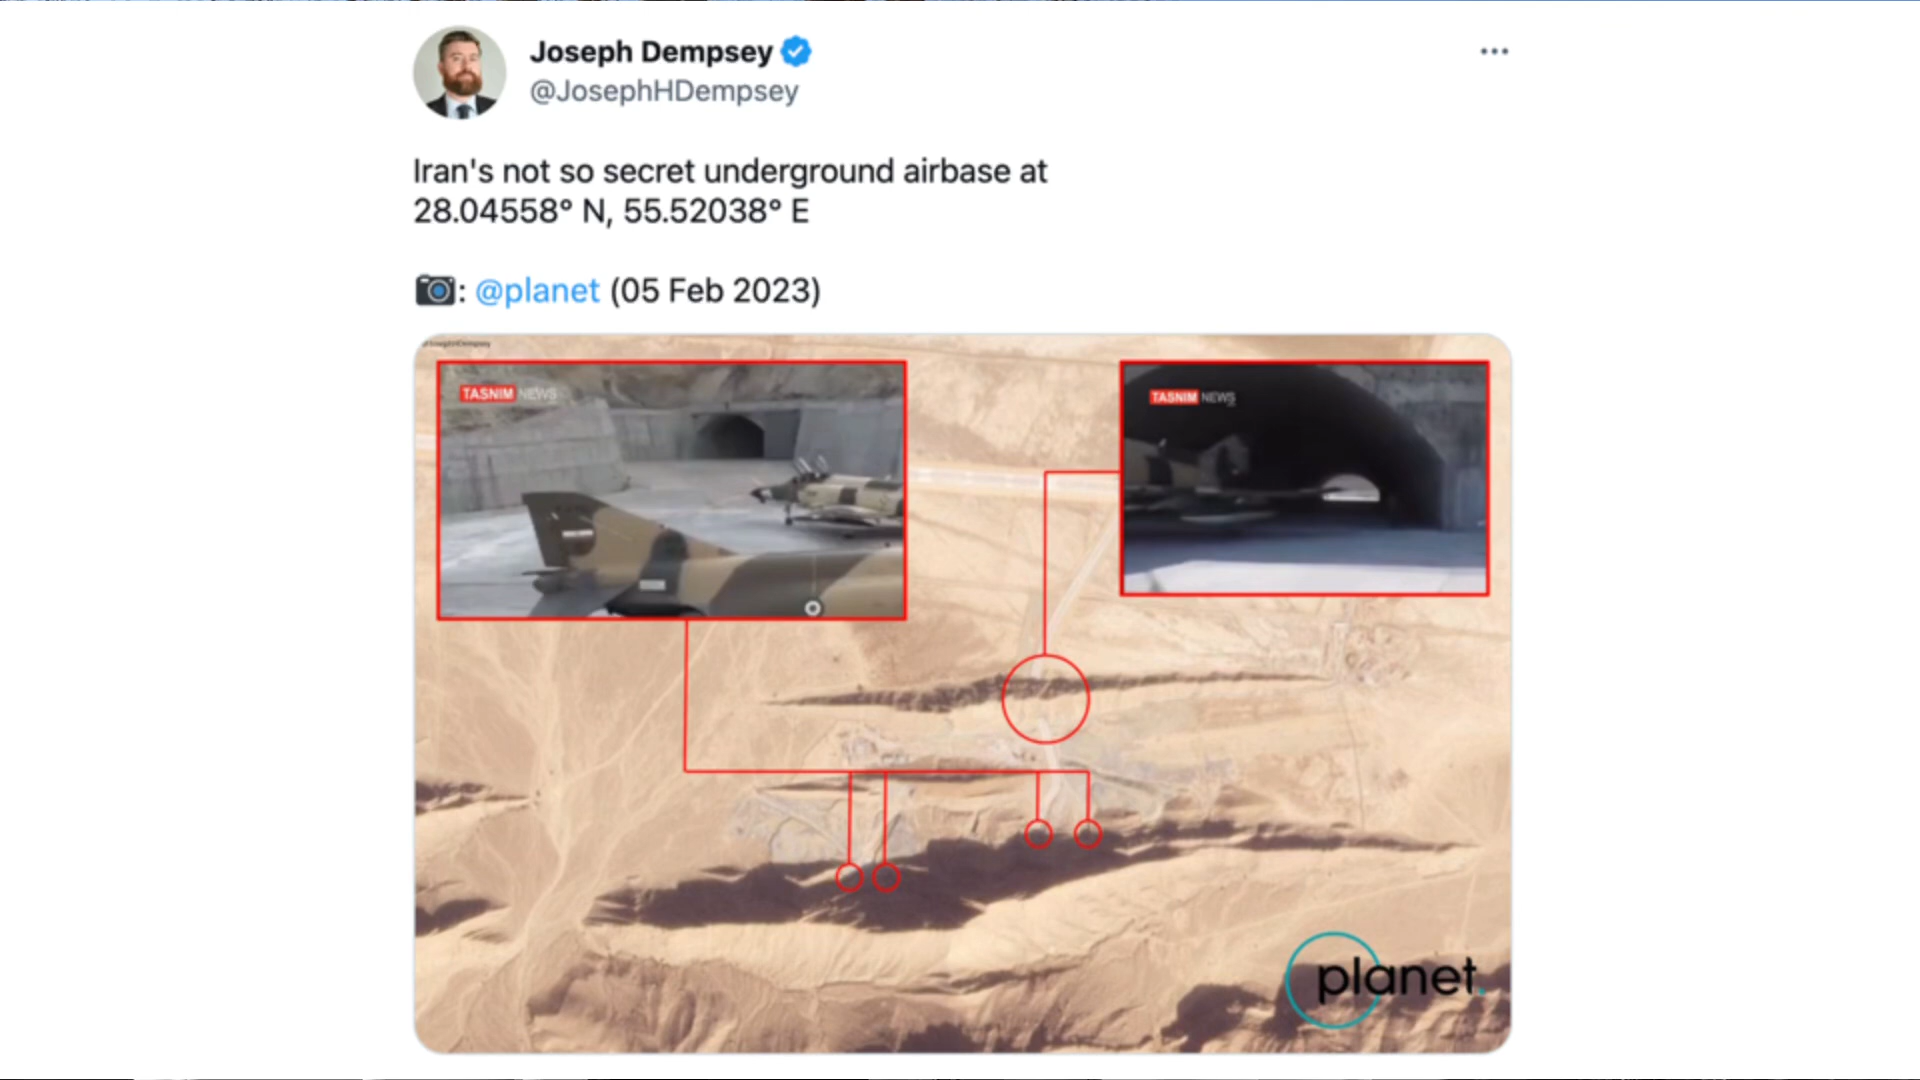 Joseph Dempsey
@JosephHDempsey
Iran's not so secret underground airbase at
28.04558° N, 55.52038° E
: @planet (05 Feb 2023)
@JosephHDempsey
TASNIM NEWS
TASNIM NEWS
planet.